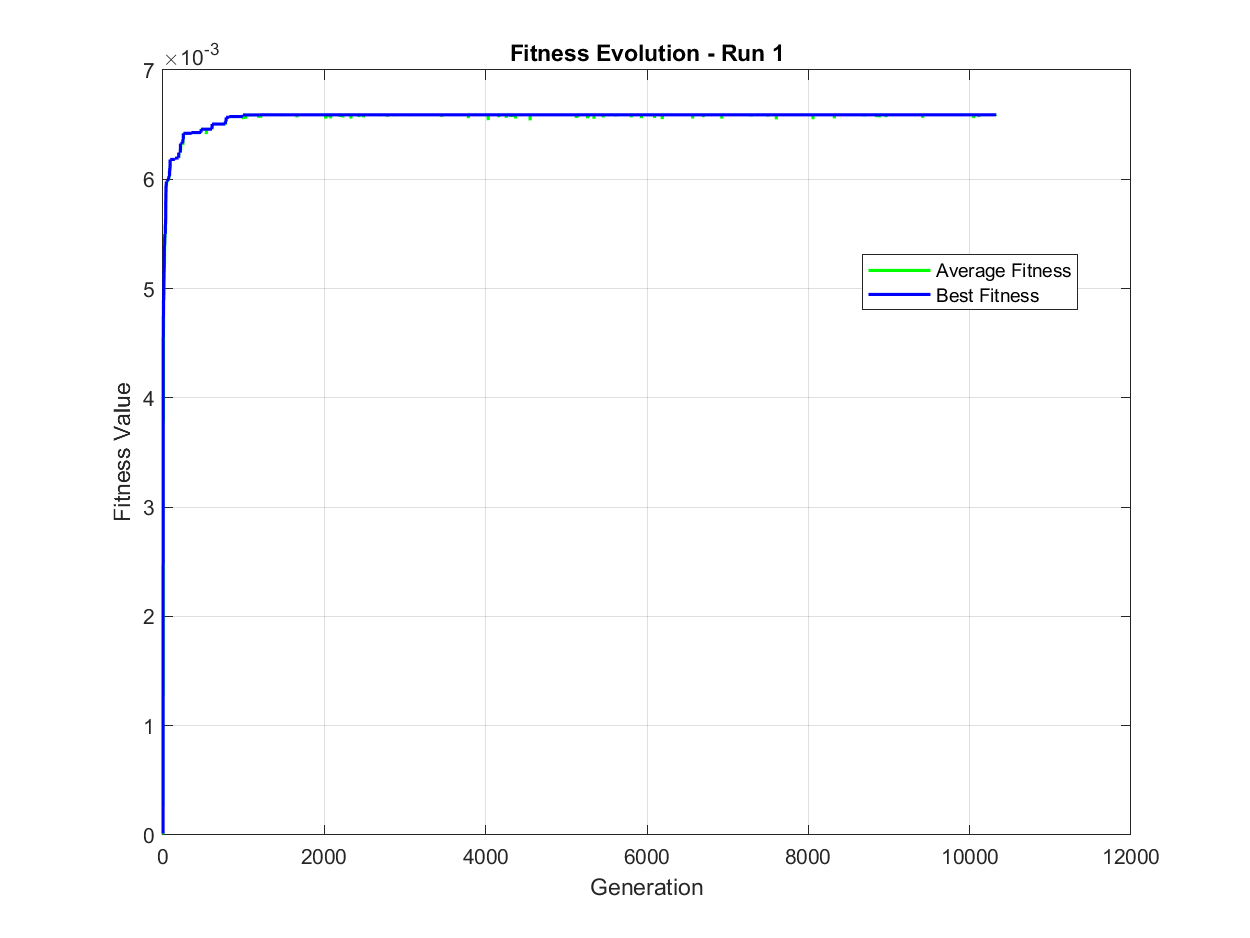 Fitness Evolution - Run 1
×10-3
7
6
5
4
3
2
1
0
Fitness Value
Average Fitness
Best Fitness
0 2000 4000 6000 8000 10000 12000
Generation